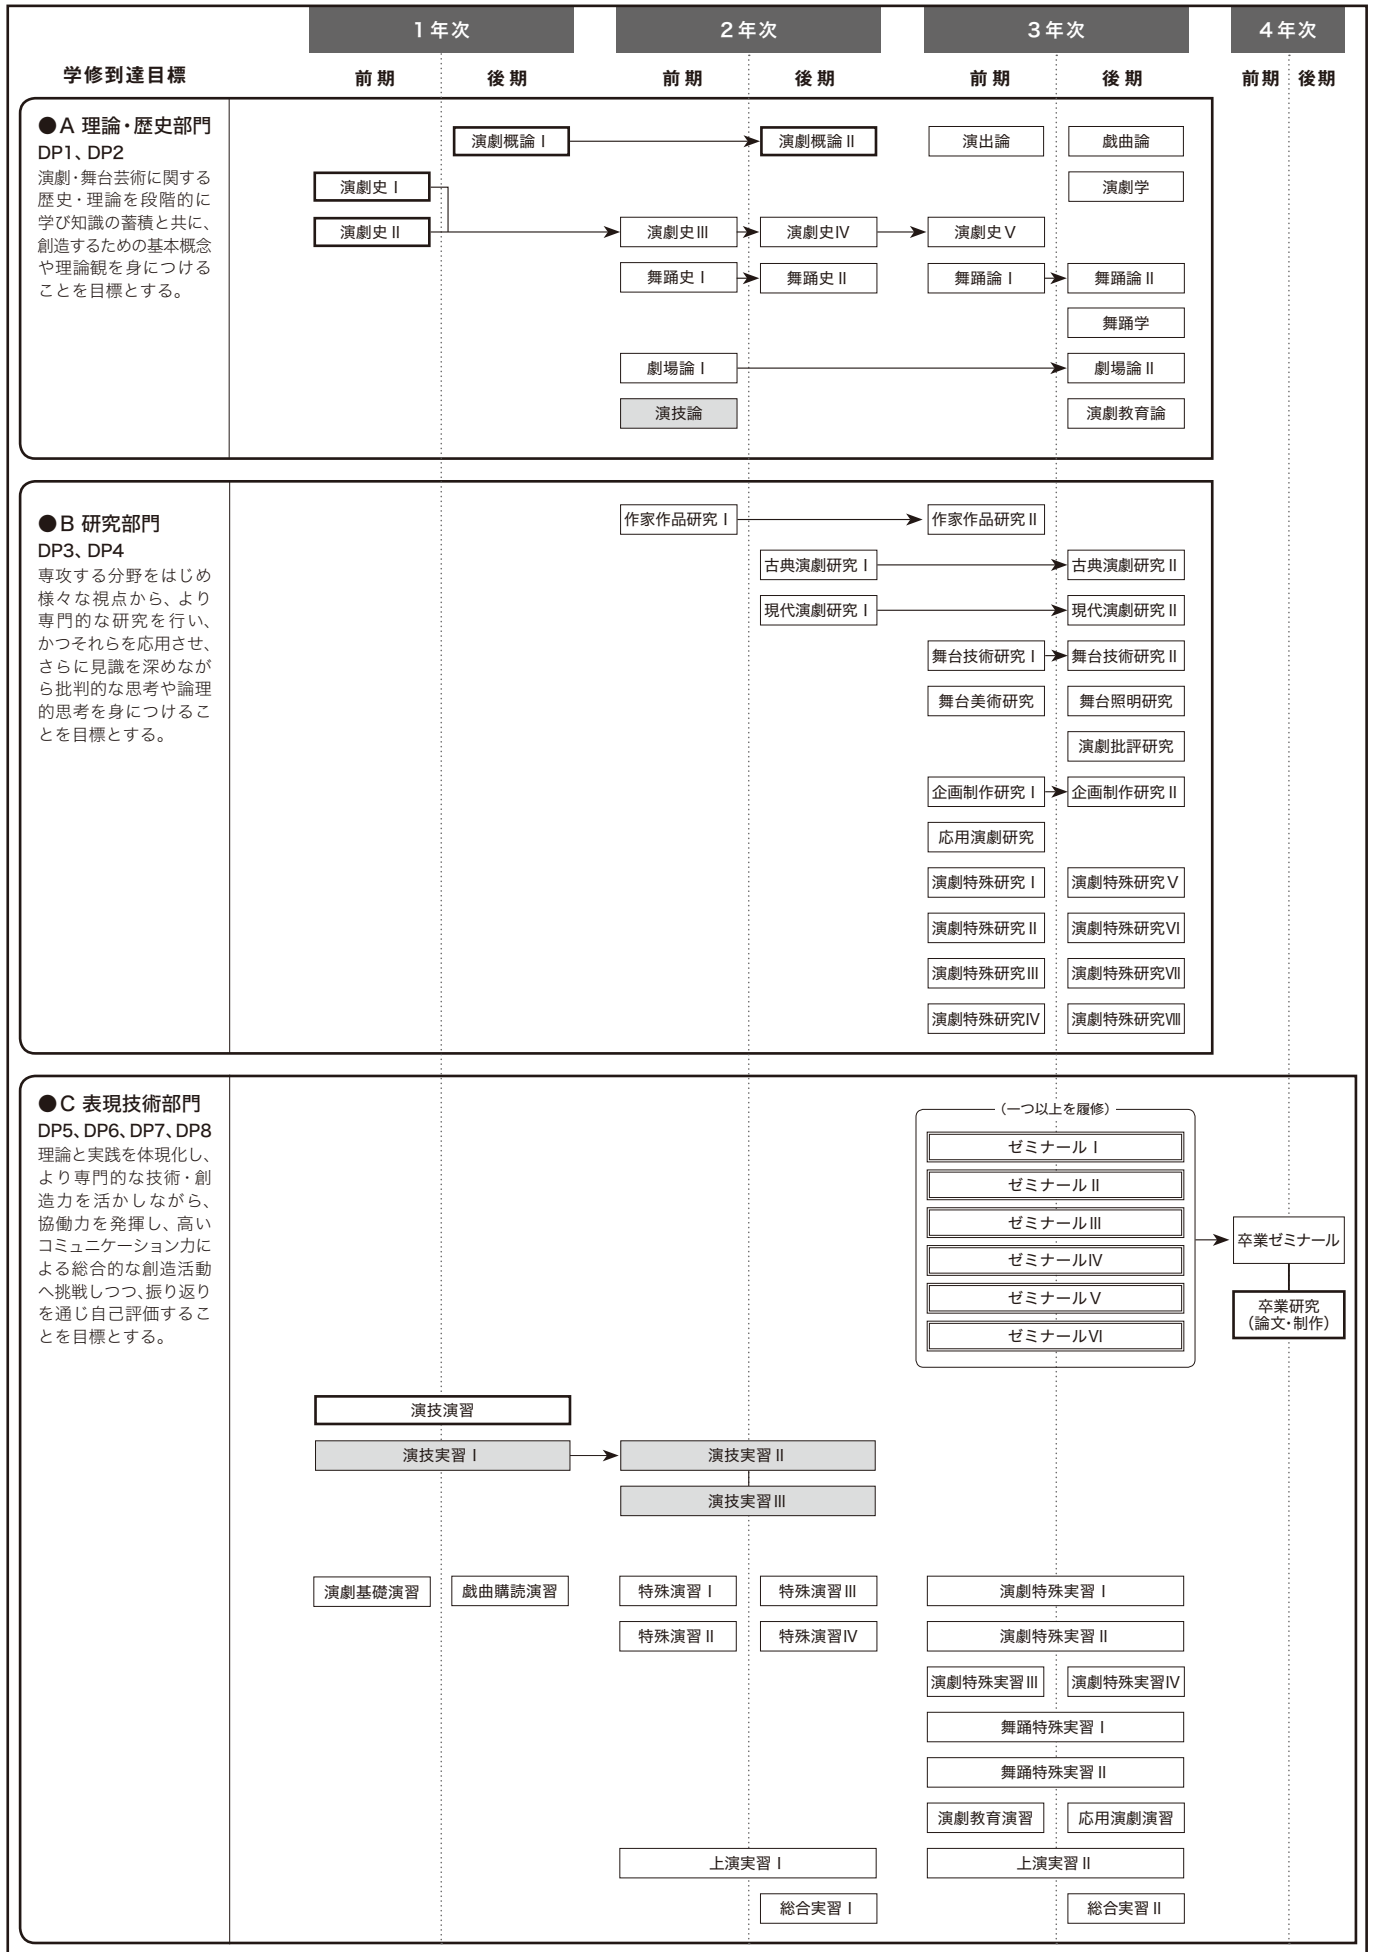 1年次 2年次 3年次 4年次
学修到達目標 前期 後期 前期 後期 前期 後期 前期 後期
●A 理論・歴史部門
DP1、DP2
演劇・舞台芸術に関する
歴史・理論を段階的に
学び知識の蓄積と共に、
創造するための基本概念
や理論観を身につける
ことを目標とする。
演劇概論Ⅰ 演劇概論Ⅱ 演出論 戯曲論
演劇史Ⅰ 演劇学
演劇史Ⅱ 演劇史Ⅲ 演劇史Ⅳ 演劇史Ⅴ
舞踊史Ⅰ 舞踊史Ⅱ 舞踊論Ⅰ 舞踊論Ⅱ
舞踊学
劇場論Ⅰ 劇場論Ⅱ
演技論 演劇教育論
●B 研究部門
DP3、DP4
専攻する分野をはじめ
様々な視点から、より
専門的な研究を行い、
かつそれらを応用させ、
さらに見識を深めなが
ら批判的な思考や論理
的思考を身につけるこ
とを目標とする。
作家作品研究Ⅰ 作家作品研究Ⅱ
古典演劇研究Ⅰ 古典演劇研究Ⅱ
現代演劇研究Ⅰ 現代演劇研究Ⅱ
舞台技術研究Ⅰ 舞台技術研究Ⅱ
舞台美術研究 舞台照明研究
演劇批評研究
企画制作研究Ⅰ 企画制作研究Ⅱ
応用演劇研究
演劇特殊研究Ⅰ 演劇特殊研究Ⅴ
演劇特殊研究Ⅱ 演劇特殊研究Ⅵ
演劇特殊研究Ⅲ 演劇特殊研究Ⅶ
演劇特殊研究Ⅳ 演劇特殊研究Ⅷ
●C 表現技術部門
DP5、DP6、DP7、DP8
理論と実践を体現化し、
より専門的な技術・創
造力を活かしながら、
協働力を発揮し、高い
コミュニケーション力に
よる総合的な創造活動
へ挑戦しつつ、振り返り
を通じ自己評価するこ
とを目標とする。
(一つ以上を履修)
ゼミナールⅠ
ゼミナールⅡ
ゼミナールⅢ
ゼミナールⅣ
ゼミナールⅤ
ゼミナールⅥ
卒業ゼミナール
卒業研究
(論文・制作)
演技演習
演技実習Ⅰ 演技実習Ⅱ
演技実習Ⅲ
演劇基礎演習 戯曲購読演習 特殊演習Ⅰ 特殊演習Ⅲ 演劇特殊実習Ⅰ
特殊演習Ⅱ 特殊演習Ⅳ 演劇特殊実習Ⅱ
演劇特殊実習Ⅲ 演劇特殊実習Ⅳ
舞踊特殊実習Ⅰ
舞踊特殊実習Ⅱ
演劇教育演習 応用演劇演習
上演実習Ⅰ 上演実習Ⅱ
総合実習Ⅰ 総合実習Ⅱ